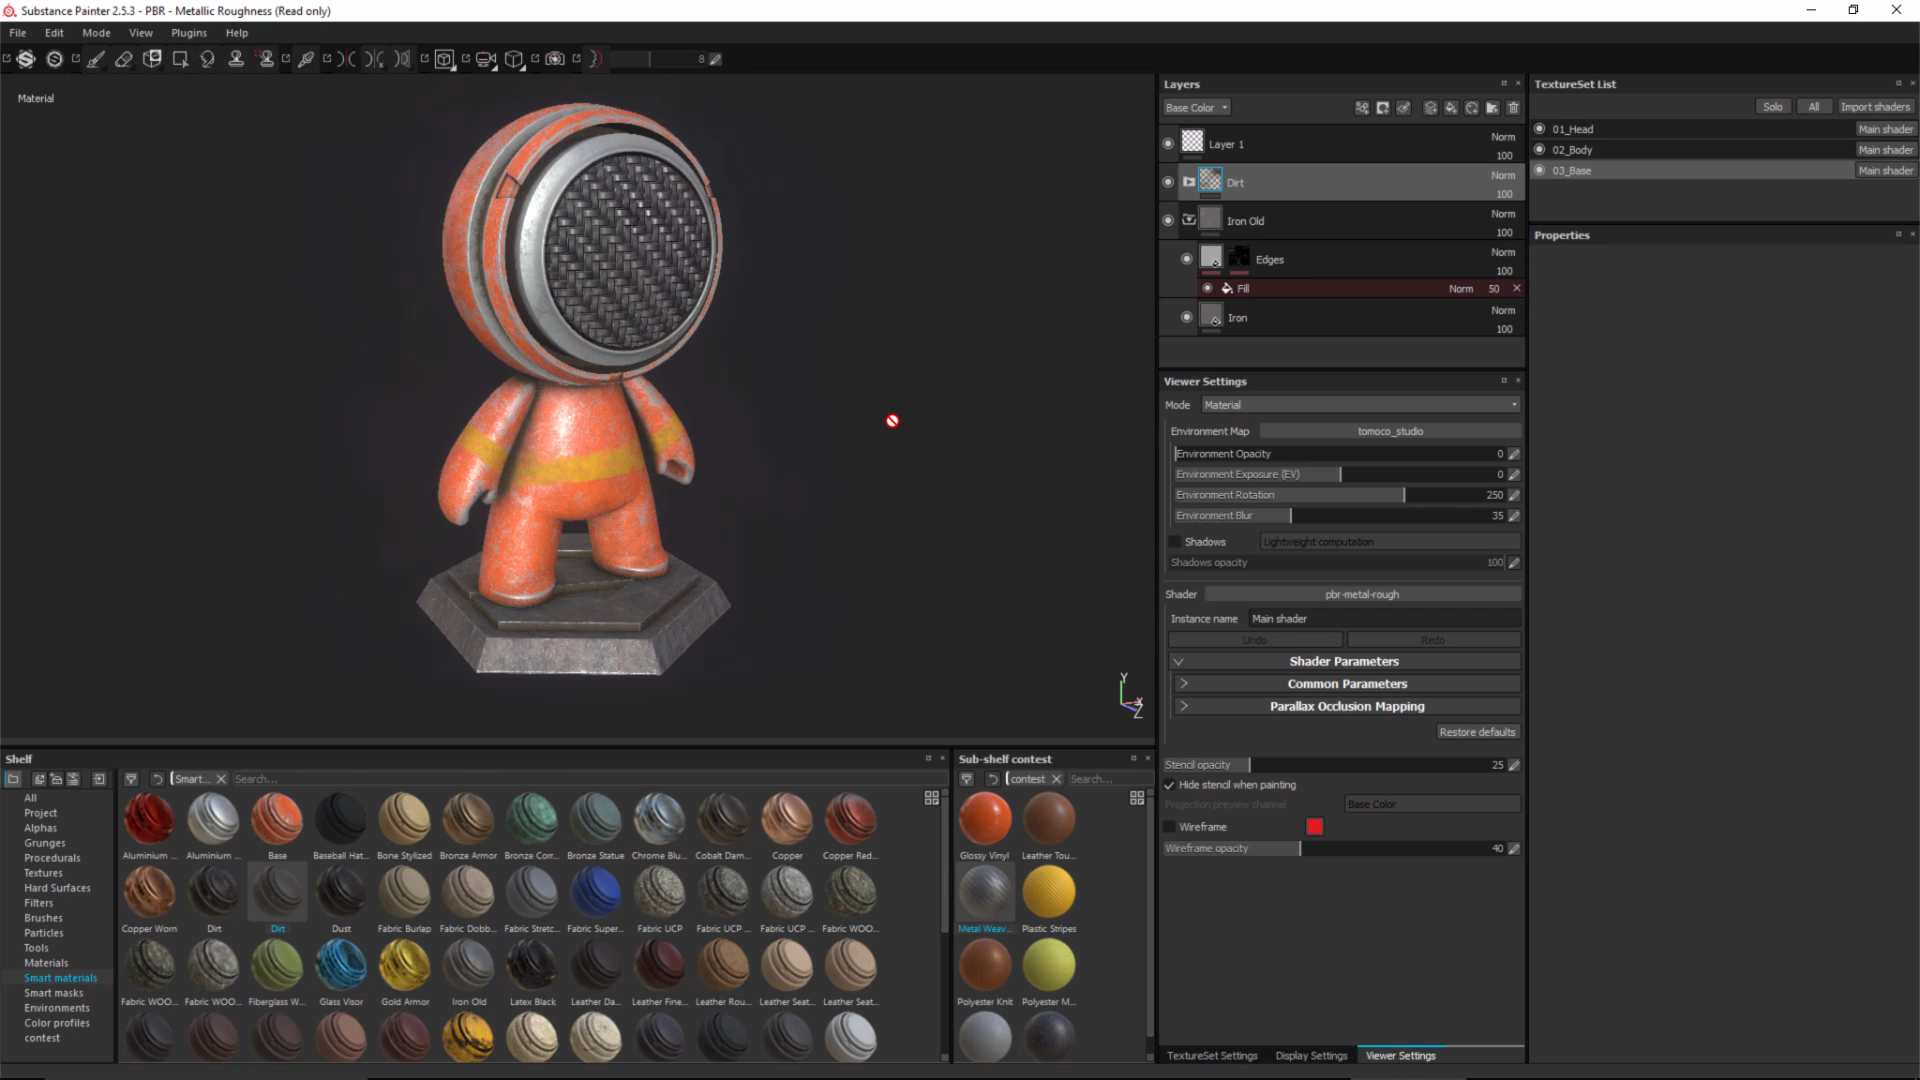 Substance Painter 2.5.3 - PBR - Metallic Roughness (Read only)
File Edit Mode View Plugins Help
8
Material
Y
X
Z
Layers
Base Color
Layer 1 Norm 100
Dirt Norm 100
Iron Old Norm 100
Edges Norm 100
Fill Norm 50
Iron Norm 100
TextureSet List
Solo All Import shaders
01_Head Main shader
02_Body Main shader
03_Base Main shader
Properties
Viewer Settings
Mode Material
Environment Map tomoco_studio
Environment Opacity 0
Environment Exposure (EV) 0
Environment Rotation 250
Environment Blur 35
Shadows Lightweight computation
Shadows opacity 100
Shader pbr-metal-rough
Instance name Main shader
Undo Redo
Shader Parameters
Common Parameters
Parallax Occlusion Mapping
Restore defaults
Stencil opacity 25
Hide stencil when painting
Projection preview channel Base Color
Wireframe
Wireframe opacity 40
TextureSet Settings Display Settings Viewer Settings
Shelf
Smart... Search...
All
Project
Alphas
Grunges
Procedurals
Textures
Hard Surfaces
Filters
Brushes
Particles
Tools
Materials
Smart materials
Smart masks
Environments
Color profiles
contest
Aluminium ... Aluminium ... Base Baseball Hat... Bone Stylized Bronze Armor Bronze Corr... Bronze Statue Chrome Blu... Cobalt Dam... Copper Copper Red...
Copper Worn Dirt Dirt Dust Fabric Burlap Fabric Dobb... Fabric Stretc... Fabric Super... Fabric UCP Fabric UCP ... Fabric UCP ... Fabric WOO...
Fabric WOO... Fabric WOO... Fiberglass W... Glass Visor Gold Armor Iron Old Latex Black Leather Da... Leather Fine... Leather Rou... Leather Seat... Leather Seat...
Sub-shelf contest
contest Search...
Glossy Vinyl Leather Tou...
Metal Weav... Plastic Stripes
Polyester Knit Polyester M...